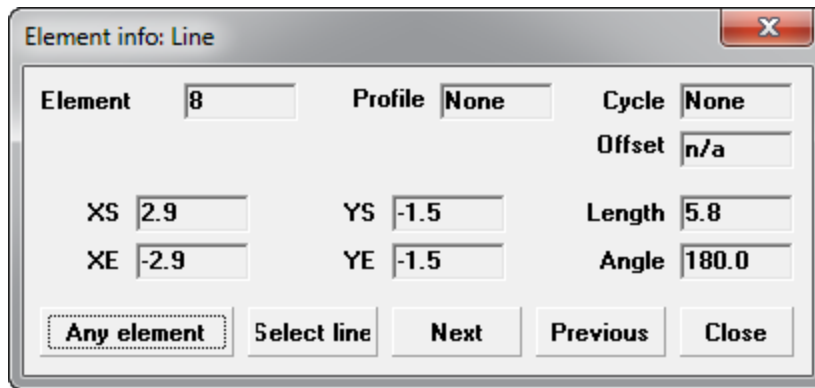 Element info: Line
Element 8 Profile None Cycle None
Offset n/a
XS 2.9 YS -1.5 Length 5.8
XE -2.9 YE -1.5 Angle 180.0
Any element Select line Next Previous Close